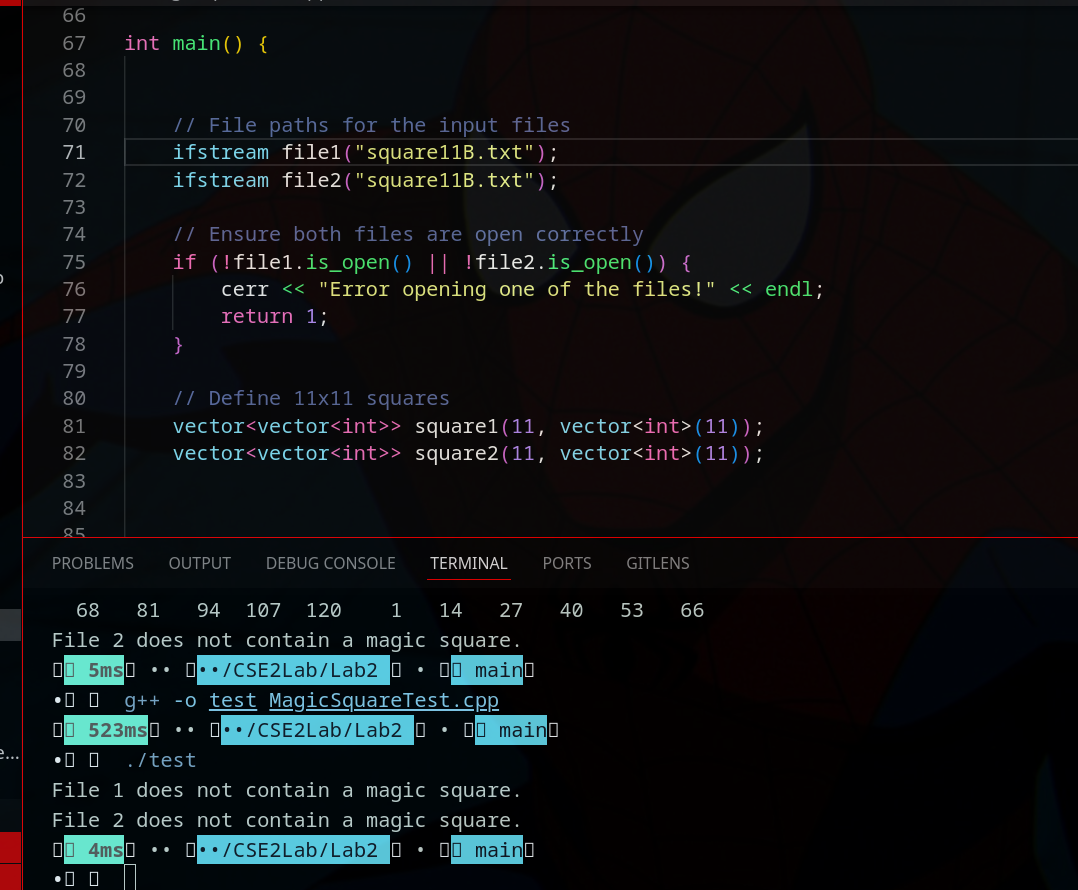 66
67 int main() {
68
69
70 // File paths for the input files
71 ifstream file1("square11B.txt");
72 ifstream file2("square11B.txt");
73
74 // Ensure both files are open correctly
75 if (!file1.is_open() || !file2.is_open()) {
76 cerr << "Error opening one of the files!" << endl;
77 return 1;
78 }
79
80 // Define 11x11 squares
81 vector<vector<int>> square1(11, vector<int>(11));
82 vector<vector<int>> square2(11, vector<int>(11));
83
84
85
PROBLEMS OUTPUT DEBUG CONSOLE TERMINAL PORTS GITLENS
68 81 94 107 120 1 14 27 40 53 66
File 2 does not contain a magic square.
5ms •• ••/CSE2Lab/Lab2 • main
• g++ -o test MagicSquareTest.cpp
523ms •• ••/CSE2Lab/Lab2 • main
• ./test
File 1 does not contain a magic square.
File 2 does not contain a magic square.
4ms •• ••/CSE2Lab/Lab2 • main
•